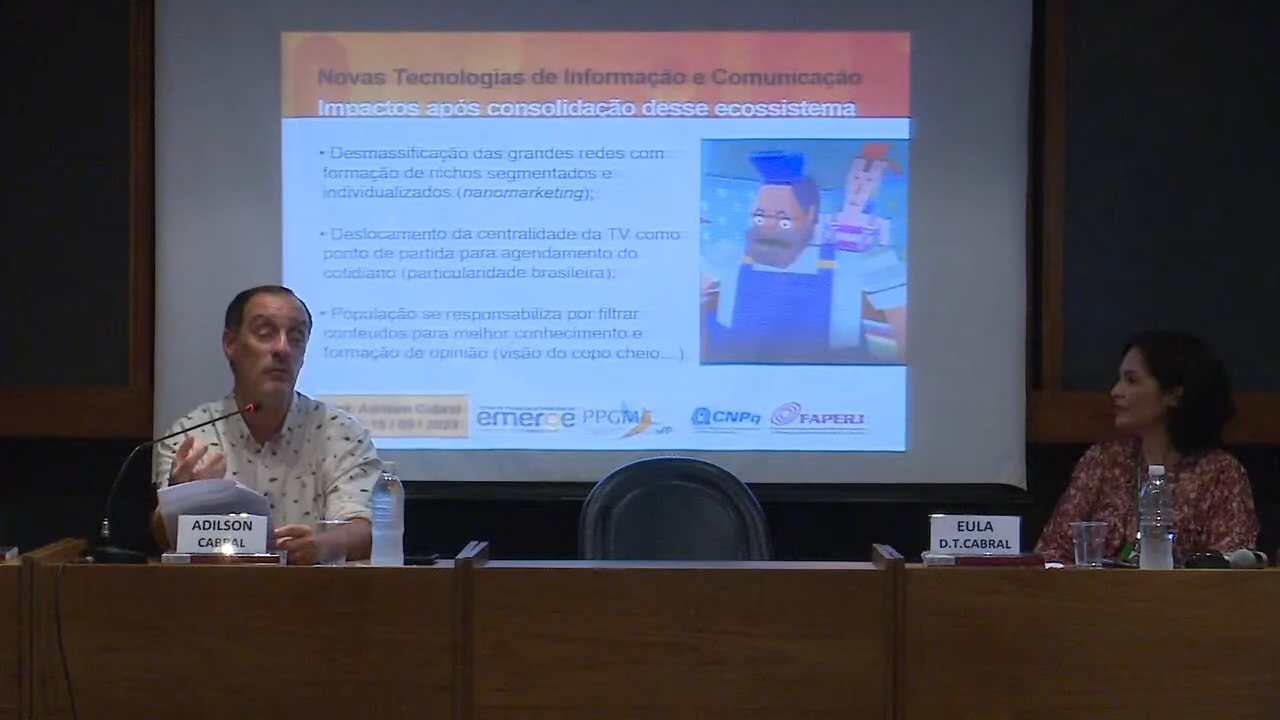 Novas Tecnologias de Informação e Comunicação
Impactos após consolidação desse ecossistema
• Desmassificação das grandes redes com
formação de nichos segmentados e
individualizados (nanomarketing);
• Deslocamento da centralidade da TV como
ponto de partida para agendamento do
cotidiano (particularidade brasileira);
• População se responsabiliza por filtrar
conteúdos para melhor conhecimento e
formação de opinião (visão do copo cheio...).
Adilson Cabral
emerge
CNPq
FAPERJ
ADILSON
CABRAL
EULA
D.T.CABRAL